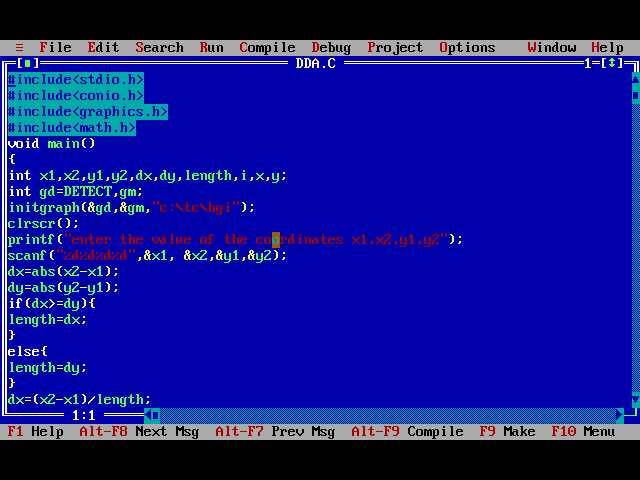 ≡ File Edit Search Run Compile Debug Project Options Window Help
[■] DDA.C 1=[↕]
#include<stdio.h>
#include<conio.h>
#include<graphics.h>
#include<math.h>
void main()
{
int x1,x2,y1,y2,dx,dy,length,i,x,y;
int gd=DETECT,gm;
initgraph(&gd,&gm,"c:\tc\bgi");
clrscr();
printf("enter the value of the coordinates x1,x2,y1,y2");
scanf("%d%d%d%d",&x1, &x2,&y1,&y2);
dx=abs(x2-x1);
dy=abs(y2-y1);
if(dx>=dy){
length=dx;
}
else{
length=dy;
}
dx=(x2-x1)/length;
1:1
F1 Help Alt-F8 Next Msg Alt-F7 Prev Msg Alt-F9 Compile F9 Make F10 Menu